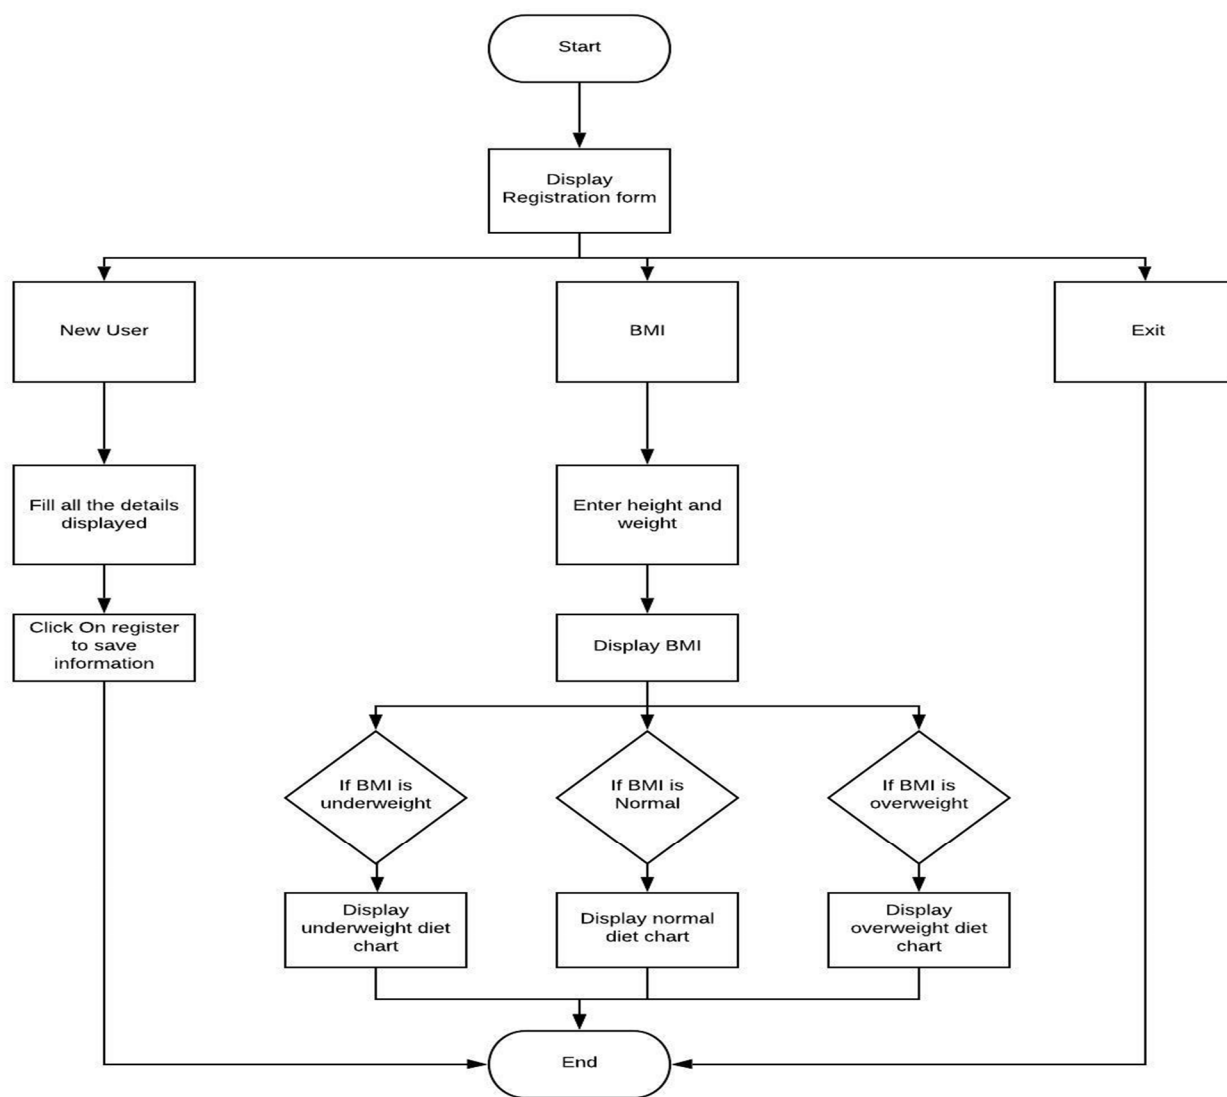 Start
Display
Registration form
New User
BMI
Exit
Fill all the details
displayed
Enter height and
weight
Click On register
to save
information
Display BMI
If BMI is
underweight
If BMI is
Normal
If BMI is
overweight
Display
underweight diet
chart
Display normal
diet chart
Display
overweight diet
chart
End